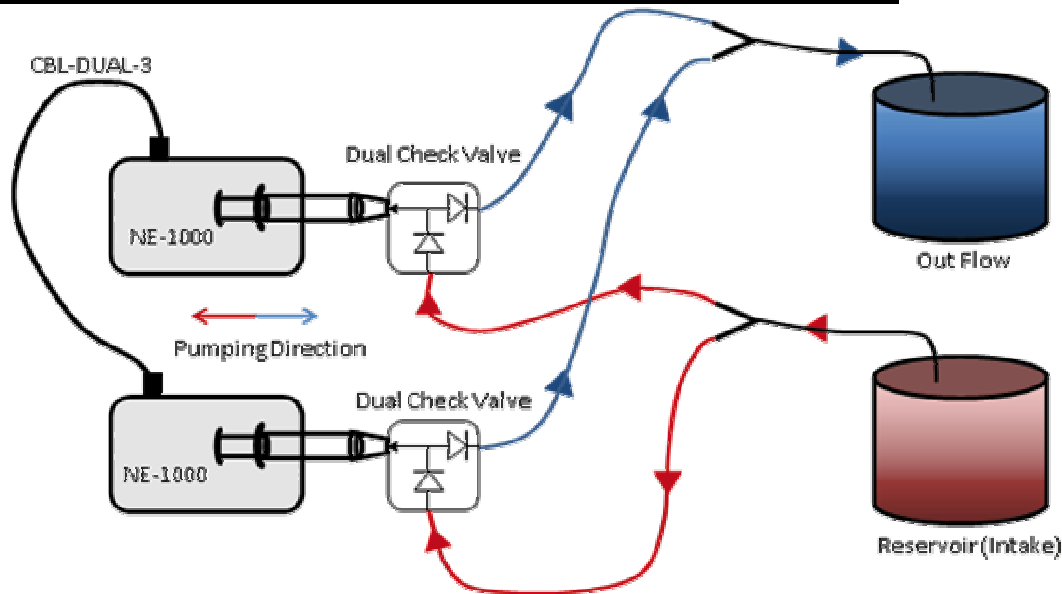 CBL-DUAL-3
Dual Check Valve
NE-1000
Out Flow
Pumping Direction
Dual Check Valve
NE-1000
Reservoir (Intake)